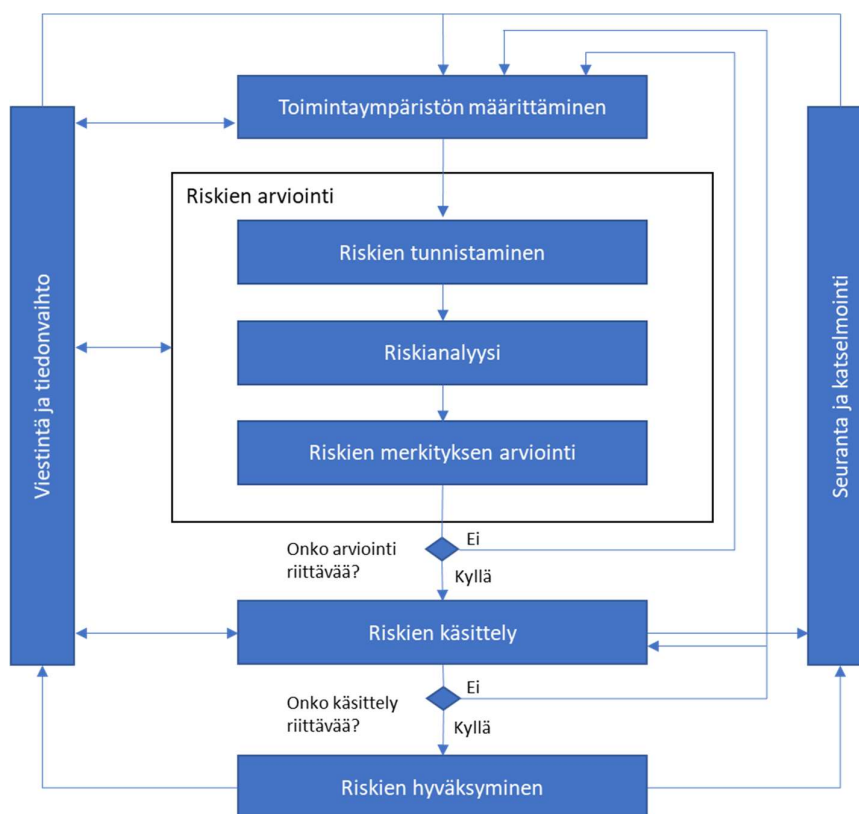 Toimintaympäristön määrittäminen
Riskien arviointi
Riskien tunnistaminen
Riskianalyysi
Riskien merkityksen arviointi
Viestintä ja tiedonvaihto
Seuranta ja katselmointi
Onko arviointi
riittävää?
Ei
Kyllä
Riskien käsittely
Onko käsittely
riittävää?
Ei
Kyllä
Riskien hyväksyminen